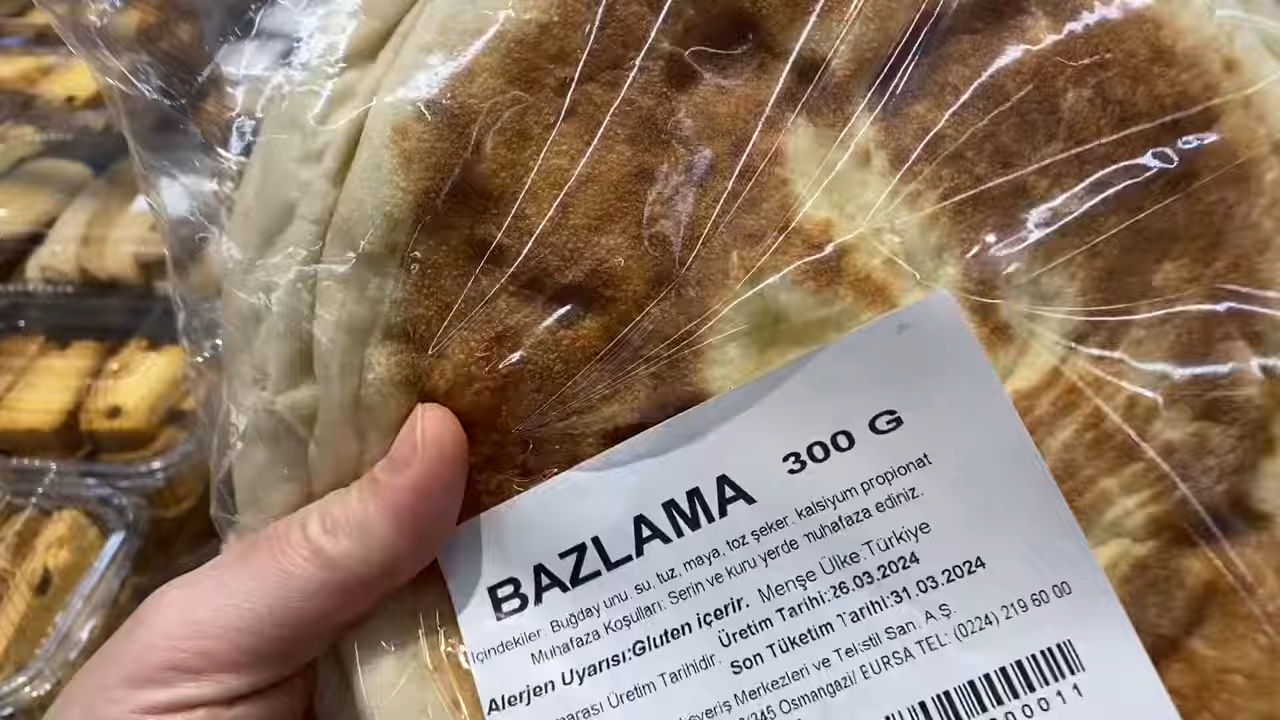 BAZLAMA 300 G
İçindekiler: Buğday unu, su, tuz, maya, toz şeker, kalsiyum propionat
Muhafaza Koşulları: Serin ve kuru yerde muhafaza ediniz.
Alerjen Uyarısı:Gluten içerir. Menşe Ülke:Türkiye
Üretim Tarihidir. Üretim Tarihi:26.03.2024
Son Tüketim Tarihi:31.03.2024
Merkezleri ve Tekstil San. A.Ş.
Osmangazi/ BURSA TEL: (0224) 219 60 00